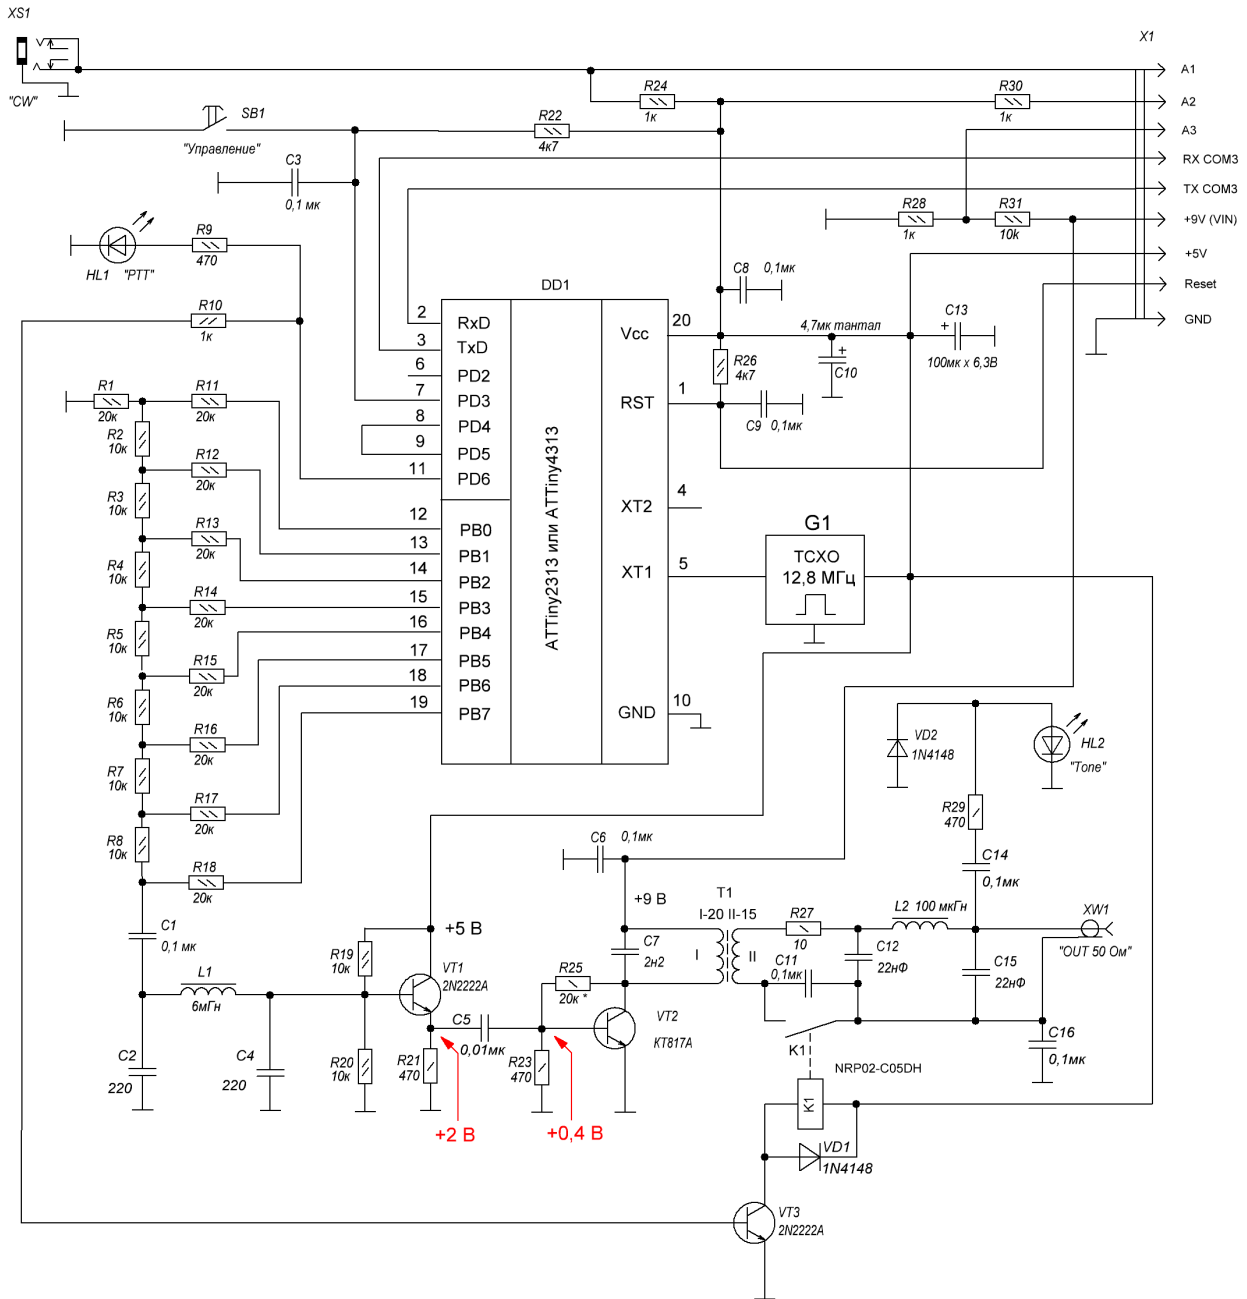 XS1
"CW"
X1
A1
A2
A3
RX COM3
TX COM3
+9V (VIN)
+5V
Reset
GND
R24
1к
R30
1к
SB1
"Управление"
R22
4к7
C3
0,1 мк
R28
1к
R31
10k
R9
470
HL1 "PTT"
R10
1к
DD1
C8 0,1мк
C13
100мк x 6,3В
4,7мк тантал
C10
R26
4к7
C9 0,1мк
2 RxD
3 TxD
6 PD2
7 PD3
8 PD4
9 PD5
11 PD6
12 PB0
13 PB1
14 PB2
15 PB3
16 PB4
17 PB5
18 PB6
19 PB7
ATTiny2313 или ATTiny4313
Vcc 20
RST 1
XT2 4
XT1 5
GND 10
G1
TCXO
12,8 МГц
R1
20к
R11
20к
R2
10к
R12
20к
R3
10к
R13
20к
R4
10к
R14
20к
R5
10к
R15
20к
R6
10к
R16
20к
R7
10к
R17
20к
R8
10к
R18
20к
C1
0,1 мк
L1
6мГн
C2
220
C4
220
R19
10к
R20
10к
+5 В
VT1
2N2222A
R21
470
C5
0,01мк
+2 В
R23
470
+0,4 В
R25
20к *
C6 0,1мк
+9 В
C7
2н2
VT2
КТ817А
T1
I-20 II-15
I
II
R27
10
C11
0,1мк
C12
22нФ
L2 100 мкГн
VD2
1N4148
HL2
"Tone"
R29
470
C14
0,1мк
C15
22нФ
XW1
"OUT 50 Ом"
C16
0,1мк
K1
NRP02-C05DH
K1
VD1
1N4148
VT3
2N2222A